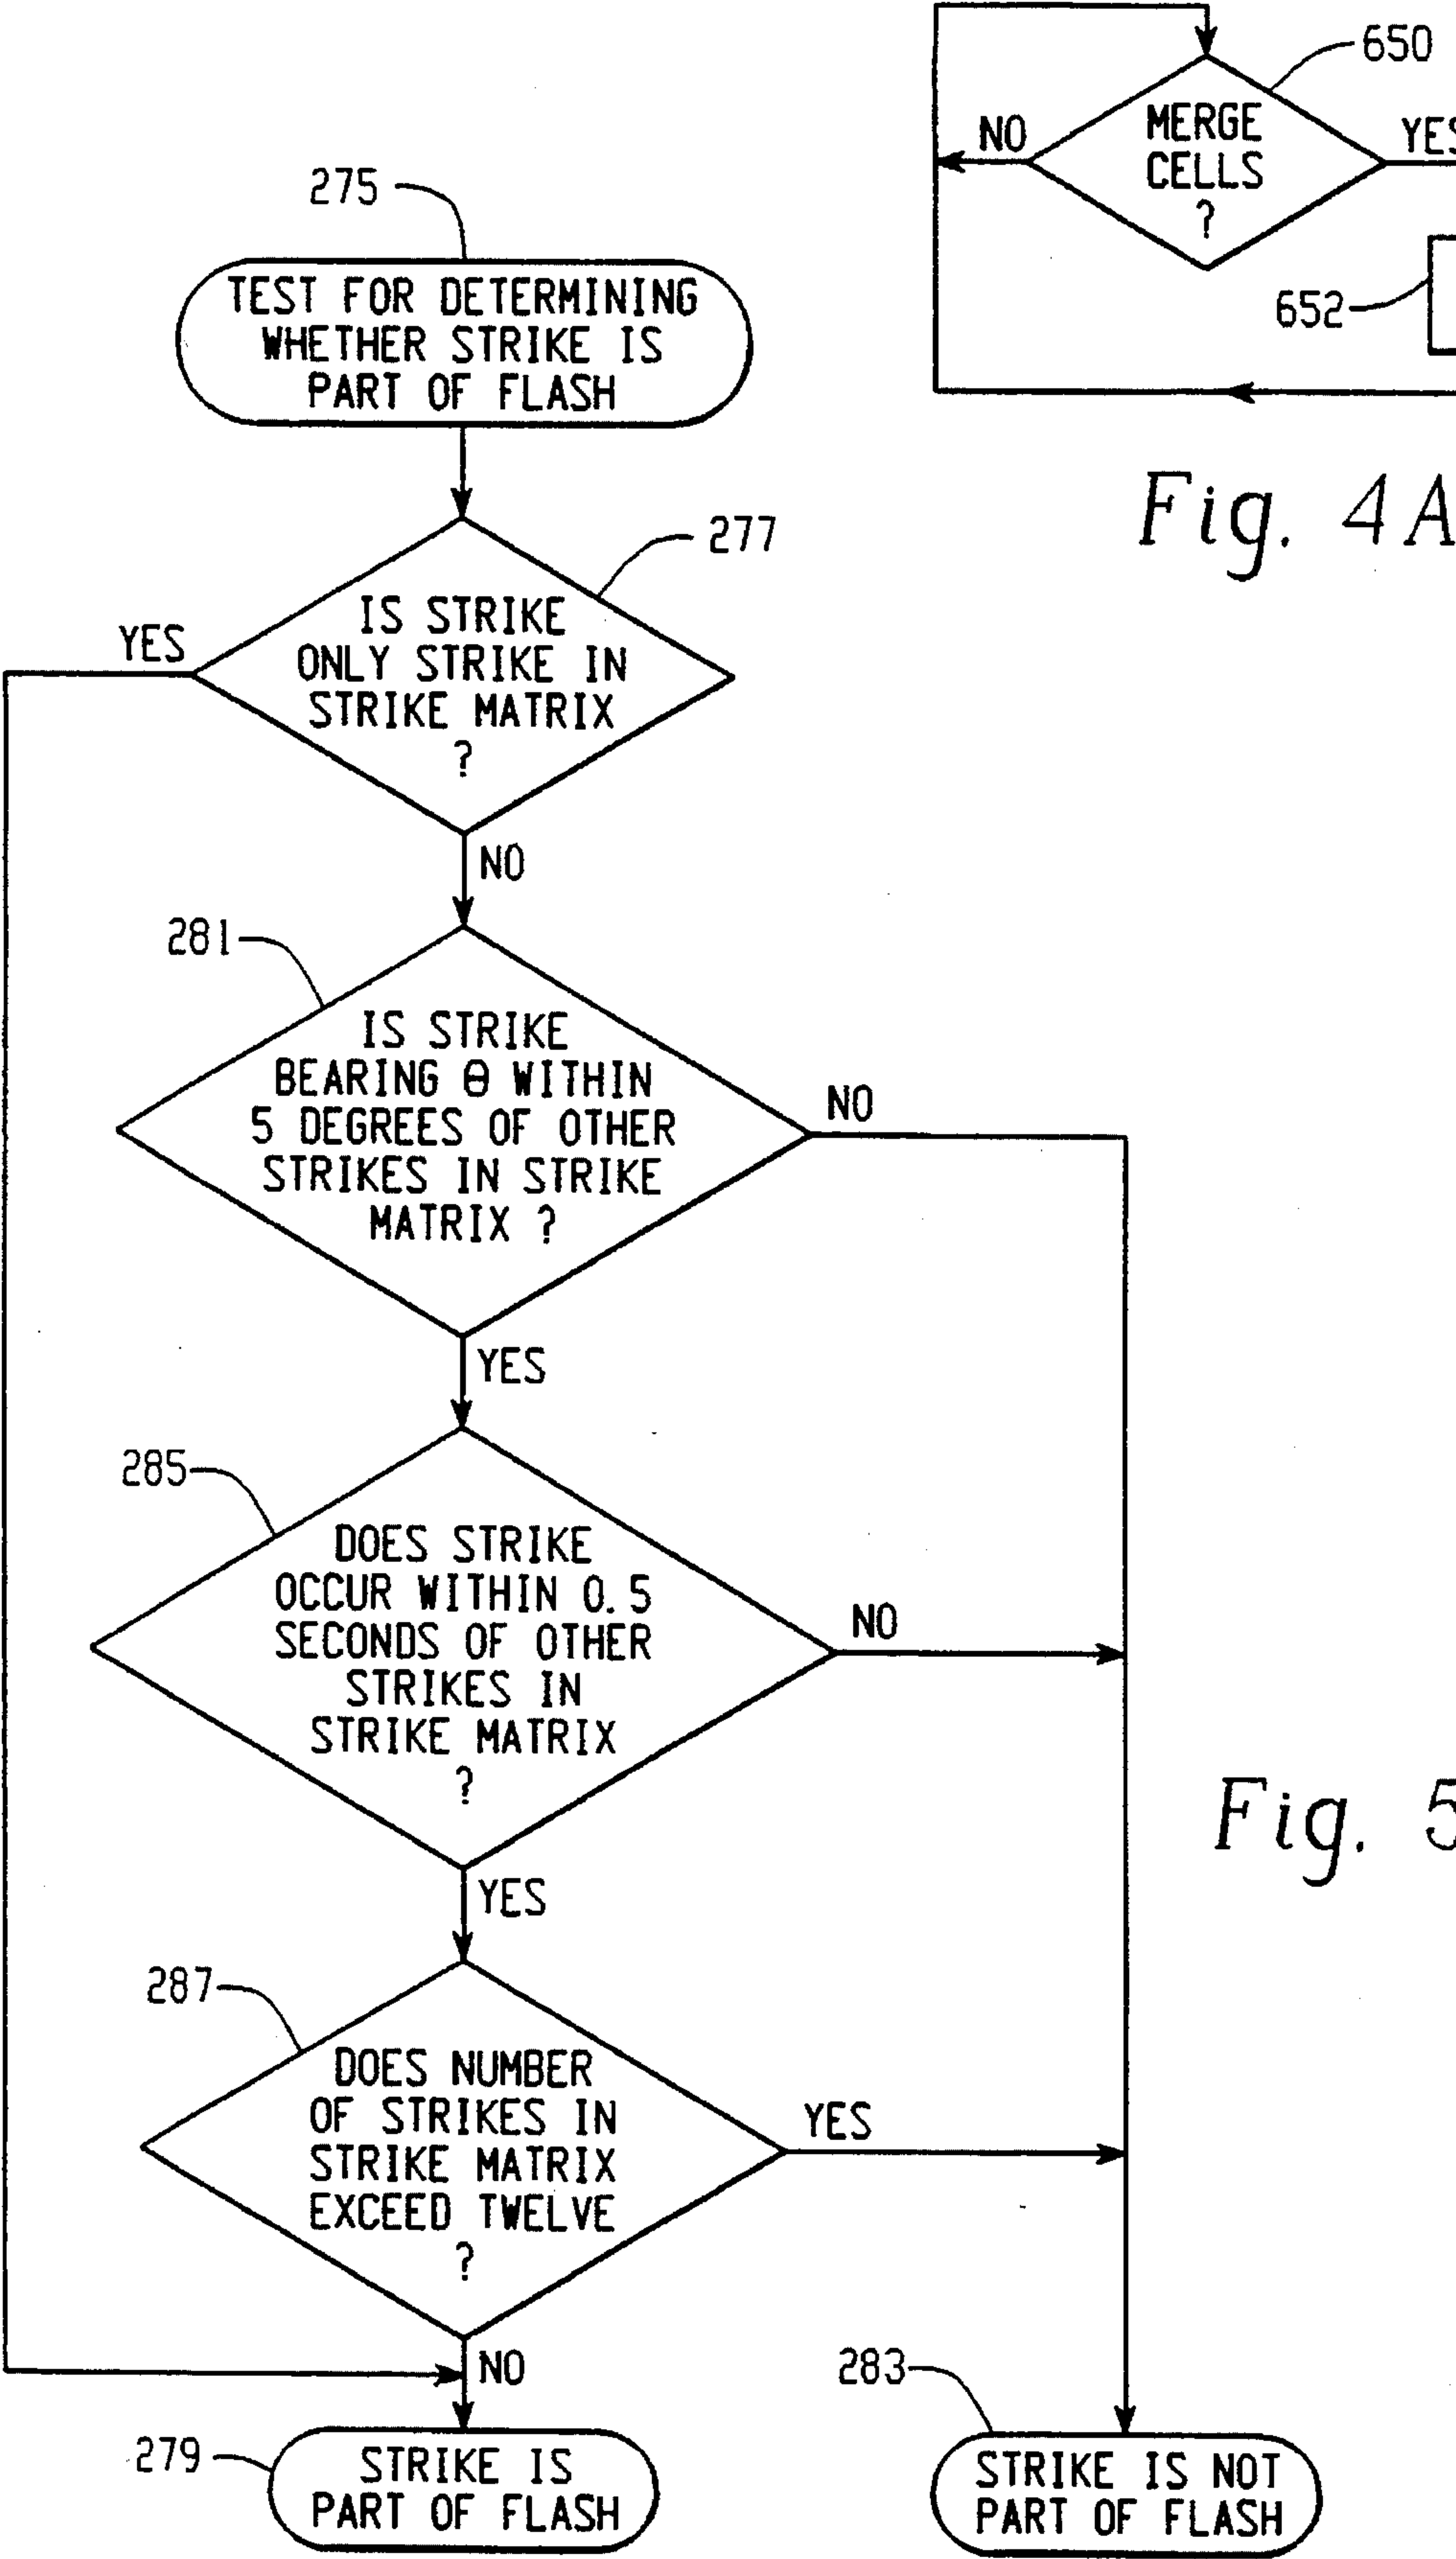 650
NO
MERGE
CELLS
?
YES
652
Fig. 4A
275
TEST FOR DETERMINING
WHETHER STRIKE IS
PART OF FLASH
277
YES
IS STRIKE
ONLY STRIKE IN
STRIKE MATRIX
?
NO
281
IS STRIKE
BEARING θ WITHIN
5 DEGREES OF OTHER
STRIKES IN STRIKE
MATRIX ?
NO
YES
285
DOES STRIKE
OCCUR WITHIN 0.5
SECONDS OF OTHER
STRIKES IN
STRIKE MATRIX
?
NO
YES
Fig. 5
287
DOES NUMBER
OF STRIKES IN
STRIKE MATRIX
EXCEED TWELVE
?
YES
NO
279
STRIKE IS
PART OF FLASH
283
STRIKE IS NOT
PART OF FLASH